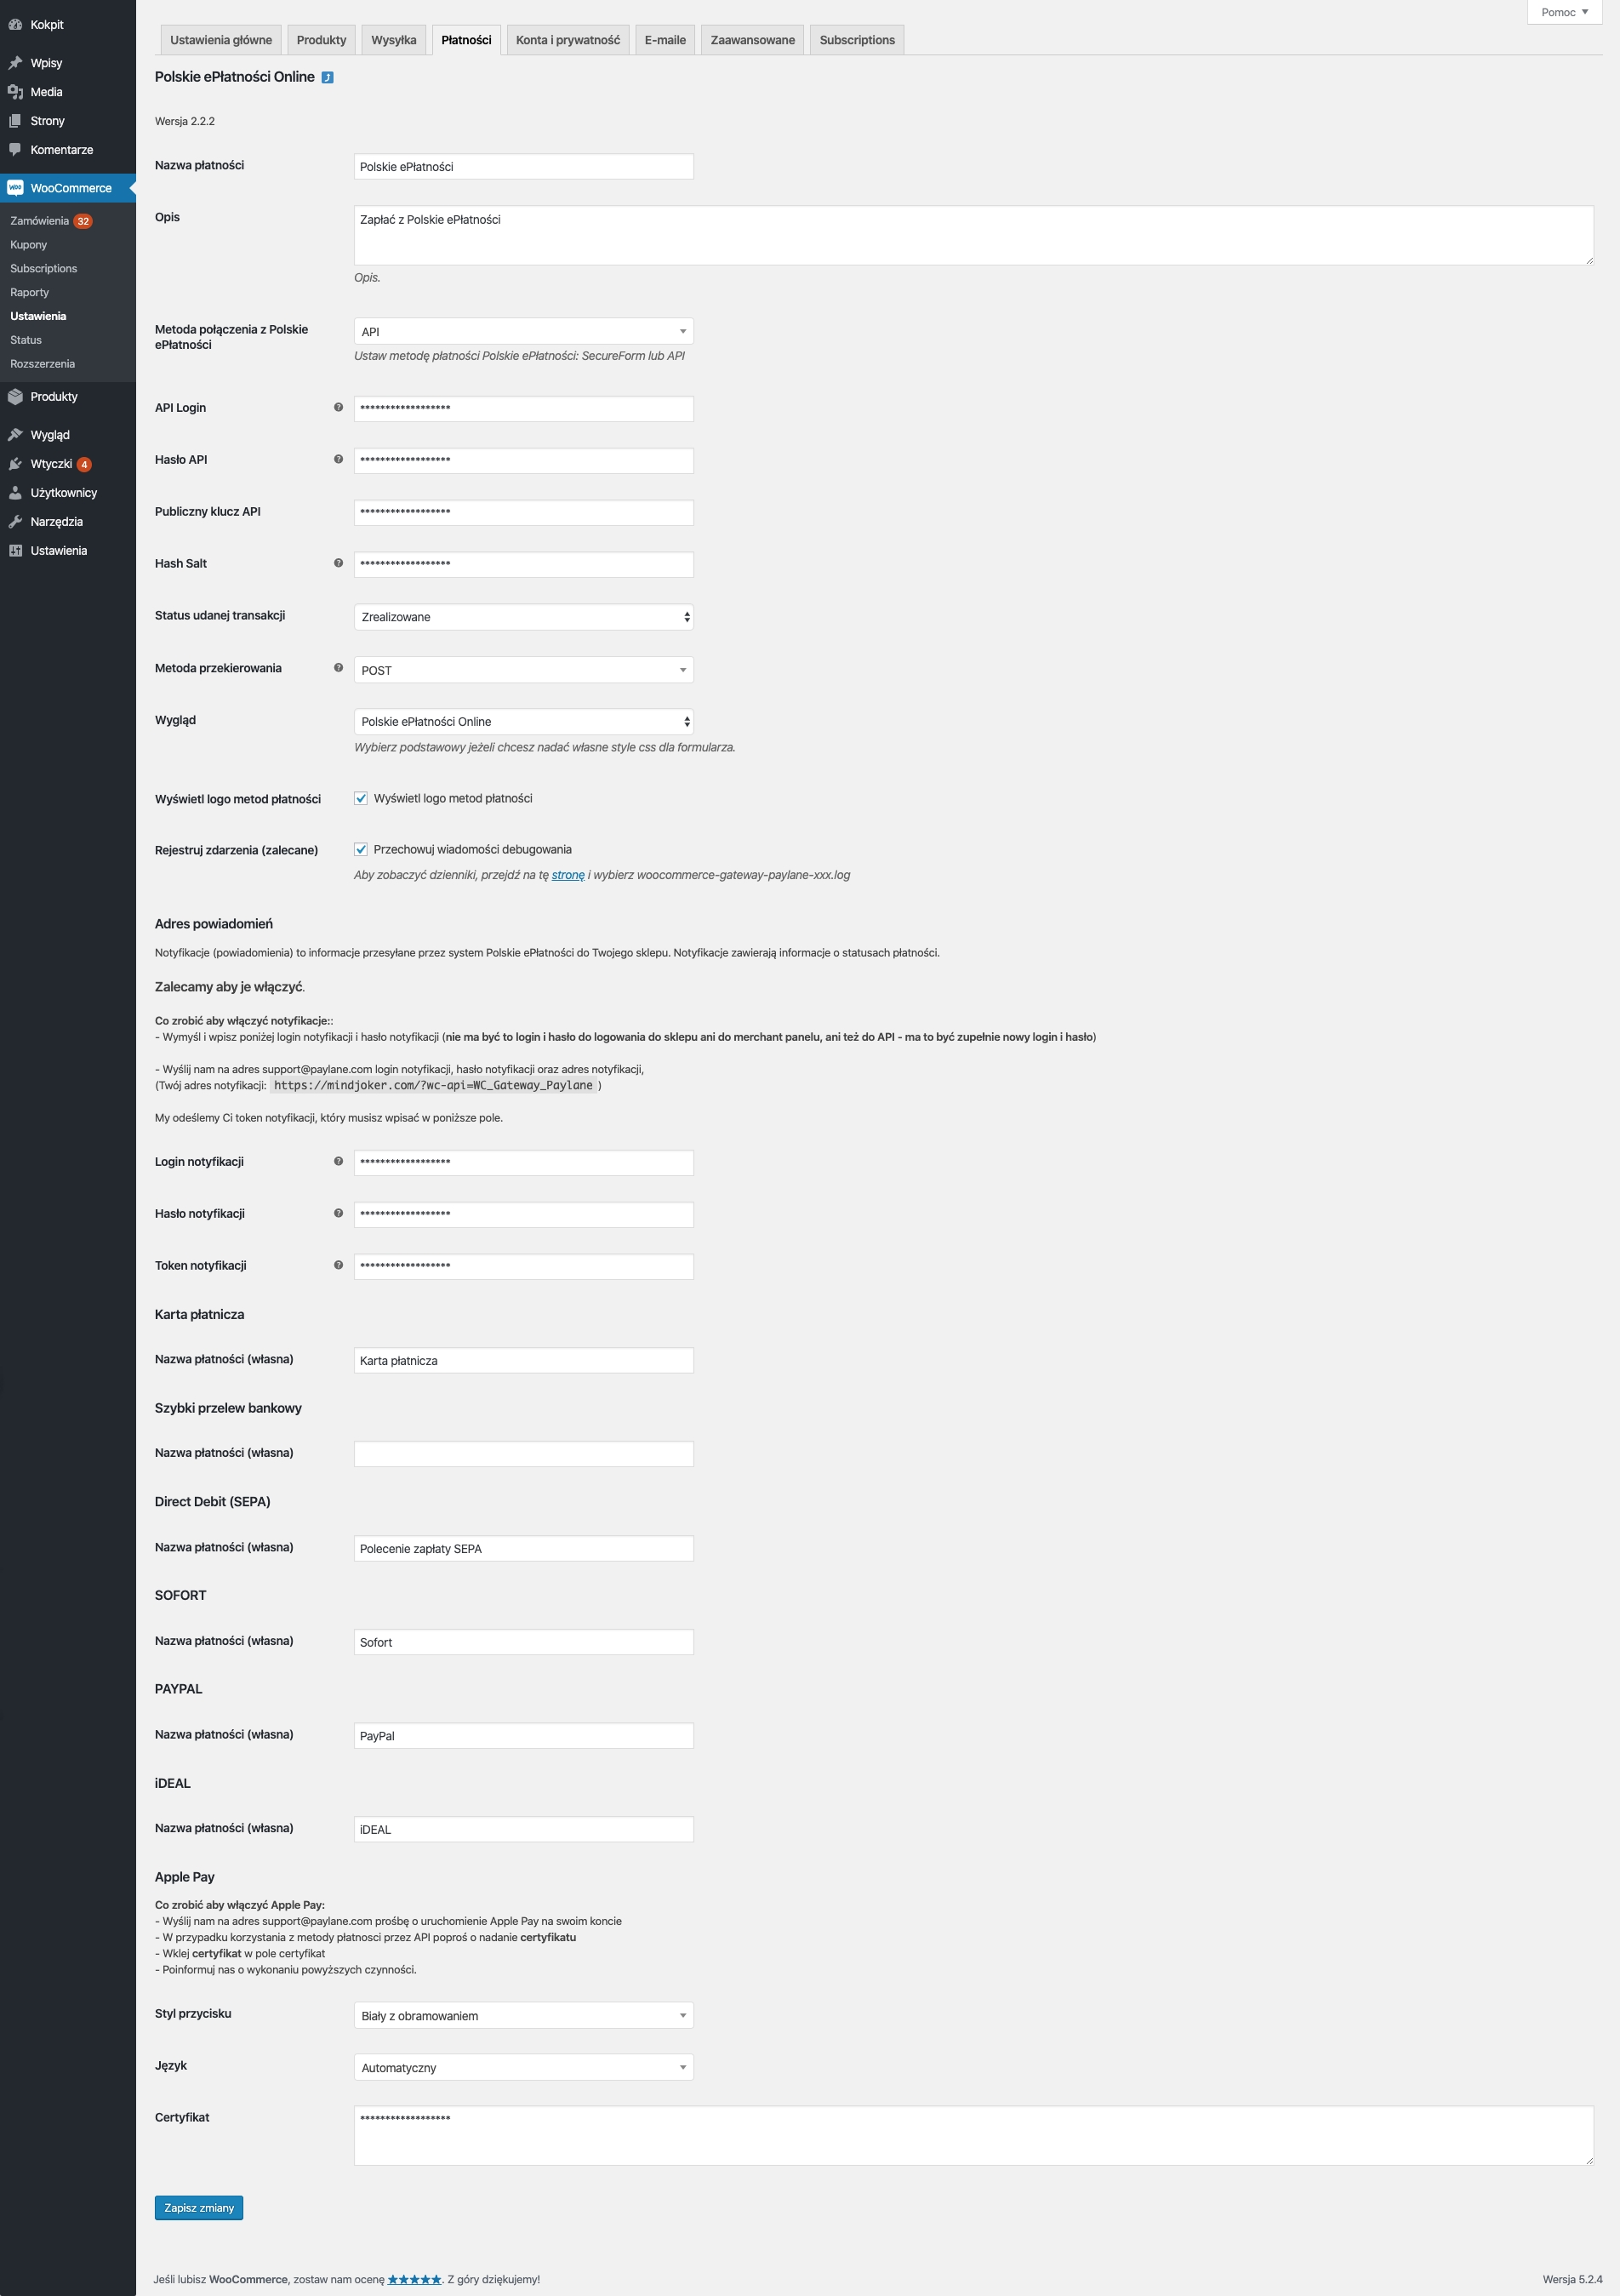 Kokpit
Wpisy
Media
Strony
Komentarze
WooCommerce
Zamówienia 32
Kupony
Subscriptions
Raporty
Ustawienia
Status
Rozszerzenia
Produkty
Wygląd
Wtyczki 4
Użytkownicy
Narzędzia
Ustawienia
Pomoc
Ustawienia główne
Produkty
Wysyłka
Płatności
Konta i prywatność
E-maile
Zaawansowane
Subscriptions
Polskie ePłatności Online
Wersja 2.2.2
Nazwa płatności
Polskie ePłatności
Opis
Zapłać z Polskie ePłatności
Opis.
Metoda połączenia z Polskie
ePłatności
API
Ustaw metodę płatności Polskie ePłatności: SecureForm lub API
API Login
******************
Hasło API
******************
Publiczny klucz API
******************
Hash Salt
******************
Status udanej transakcji
Zrealizowane
Metoda przekierowania
POST
Wygląd
Polskie ePłatności Online
Wybierz podstawowy jeżeli chcesz nadać własne style css dla formularza.
Wyświetl logo metod płatności
Wyświetl logo metod płatności
Rejestruj zdarzenia (zalecane)
Przechowuj wiadomości debugowania
Aby zobaczyć dzienniki, przejdź na tę stronę i wybierz woocommerce-gateway-paylane-xxx.log
Adres powiadomień
Notyfikacje (powiadomienia) to informacje przesyłane przez system Polskie ePłatności do Twojego sklepu. Notyfikacje zawierają informacje o statusach płatności.
Zalecamy aby je włączyć.
Co zrobić aby włączyć notyfikacje::
- Wymyśl i wpisz poniżej login notyfikacji i hasło notyfikacji (nie ma być to login i hasło do logowania do sklepu ani do merchant panelu, ani też do API - ma to być zupełnie nowy login i hasło)
- Wyślij nam na adres support@paylane.com login notyfikacji, hasło notyfikacji oraz adres notyfikacji,
(Twój adres notyfikacji: https://mindjoker.com/?wc-api=WC_Gateway_Paylane )
My odeślemy Ci token notyfikacji, który musisz wpisać w poniższe pole.
Login notyfikacji
******************
Hasło notyfikacji
******************
Token notyfikacji
******************
Karta płatnicza
Nazwa płatności (własna)
Karta płatnicza
Szybki przelew bankowy
Nazwa płatności (własna)
Direct Debit (SEPA)
Nazwa płatności (własna)
Polecenie zapłaty SEPA
SOFORT
Nazwa płatności (własna)
Sofort
PAYPAL
Nazwa płatności (własna)
PayPal
iDEAL
Nazwa płatności (własna)
iDEAL
Apple Pay
Co zrobić aby włączyć Apple Pay:
- Wyślij nam na adres support@paylane.com prośbę o uruchomienie Apple Pay na swoim koncie
- W przypadku korzystania z metody płatnosci przez API poproś o nadanie certyfikatu
- Wklej certyfikat w pole certyfikat
- Poinformuj nas o wykonaniu powyższych czynności.
Styl przycisku
Biały z obramowaniem
Język
Automatyczny
Certyfikat
******************
Zapisz zmiany
Jeśli lubisz WooCommerce, zostaw nam ocenę ★★★★★. Z góry dziękujemy!
Wersja 5.2.4